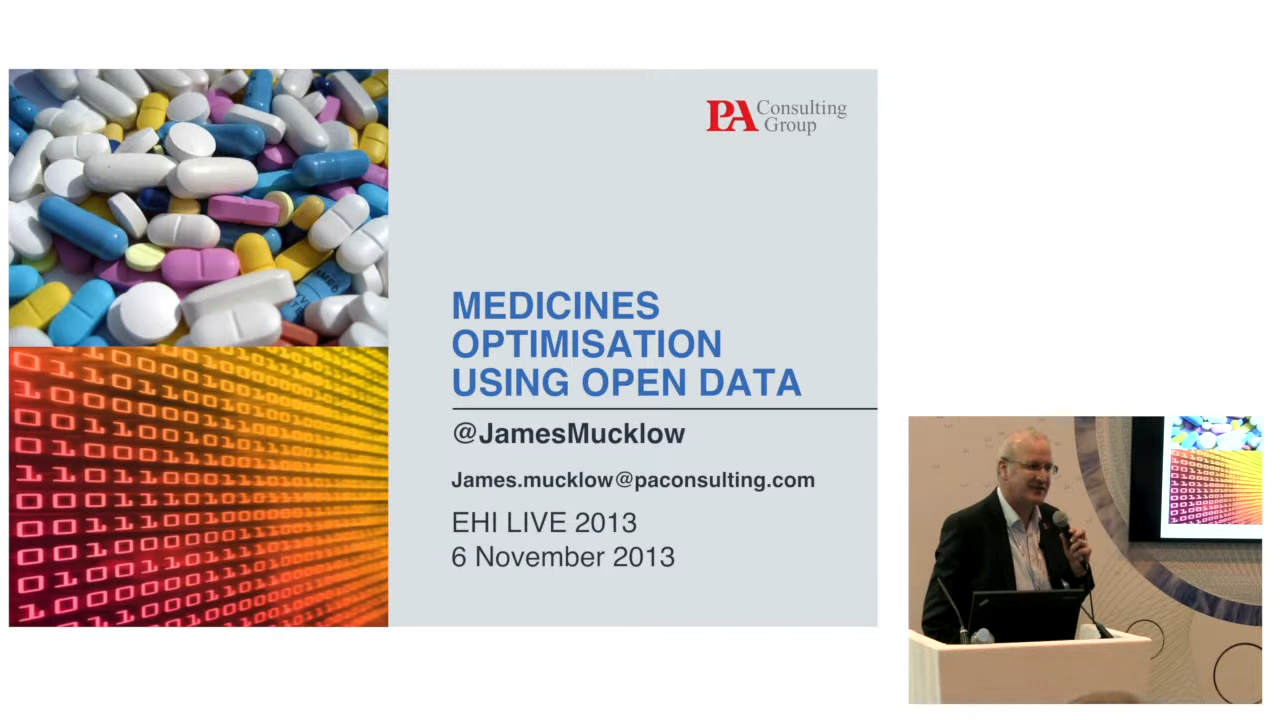 PA Consulting
Group
MEDICINES
OPTIMISATION
USING OPEN DATA
@JamesMucklow
James.mucklow@paconsulting.com
EHI LIVE 2013
6 November 2013